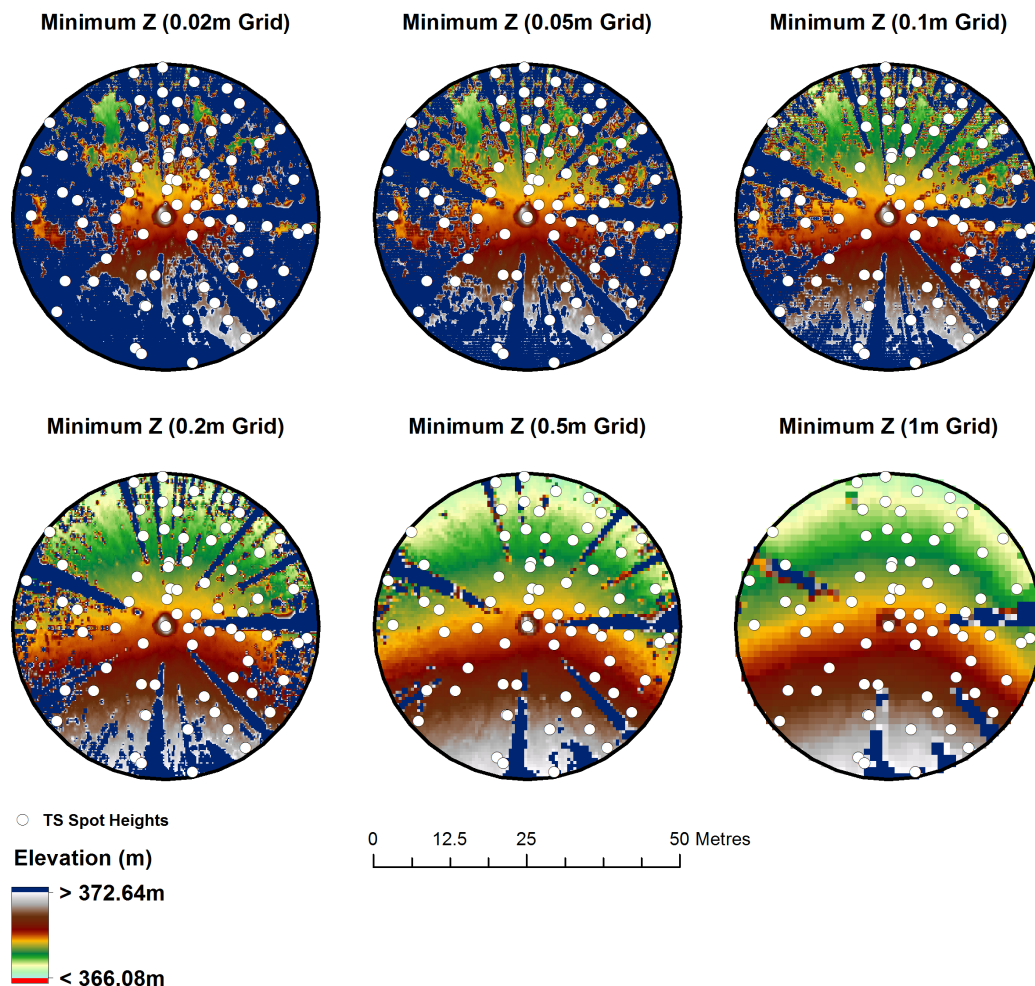 Minimum Z (0.02m Grid)
Minimum Z (0.05m Grid)
Minimum Z (0.1m Grid)
Minimum Z (0.2m Grid)
Minimum Z (0.5m Grid)
Minimum Z (1m Grid)
TS Spot Heights
0 12.5 25 50 Metres
Elevation (m)
> 372.64m
< 366.08m